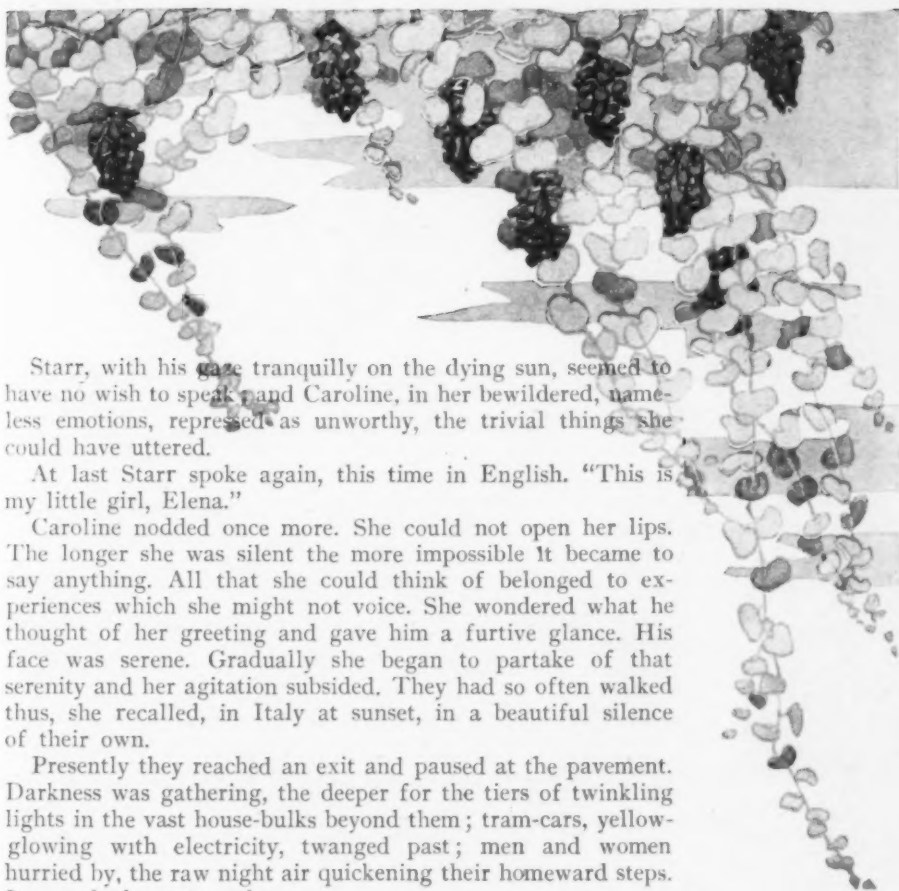 Starr, with his gaze tranquilly on the dying sun, seemed to
have no wish to speak, and Caroline, in her bewildered, name-
less emotions, repressed as unworthy, the trivial things she
could have uttered.
At last Starr spoke again, this time in English. “This is
my little girl, Elena.”
Caroline nodded once more. She could not open her lips.
The longer she was silent the more impossible it became to
say anything. All that she could think of belonged to ex-
periences which she might not voice. She wondered what he
thought of her greeting and gave him a furtive glance. His
face was serene. Gradually she began to partake of that
serenity and her agitation subsided. They had so often walked
thus, she recalled, in Italy at sunset, in a beautiful silence
of their own.
Presently they reached an exit and paused at the pavement.
Darkness was gathering, the deeper for the tiers of twinkling
lights in the vast house-bulks beyond them; tram-cars, yellow-
glowing with electricity, twanged past; men and women
hurried by, the raw night air quickening their homeward steps.